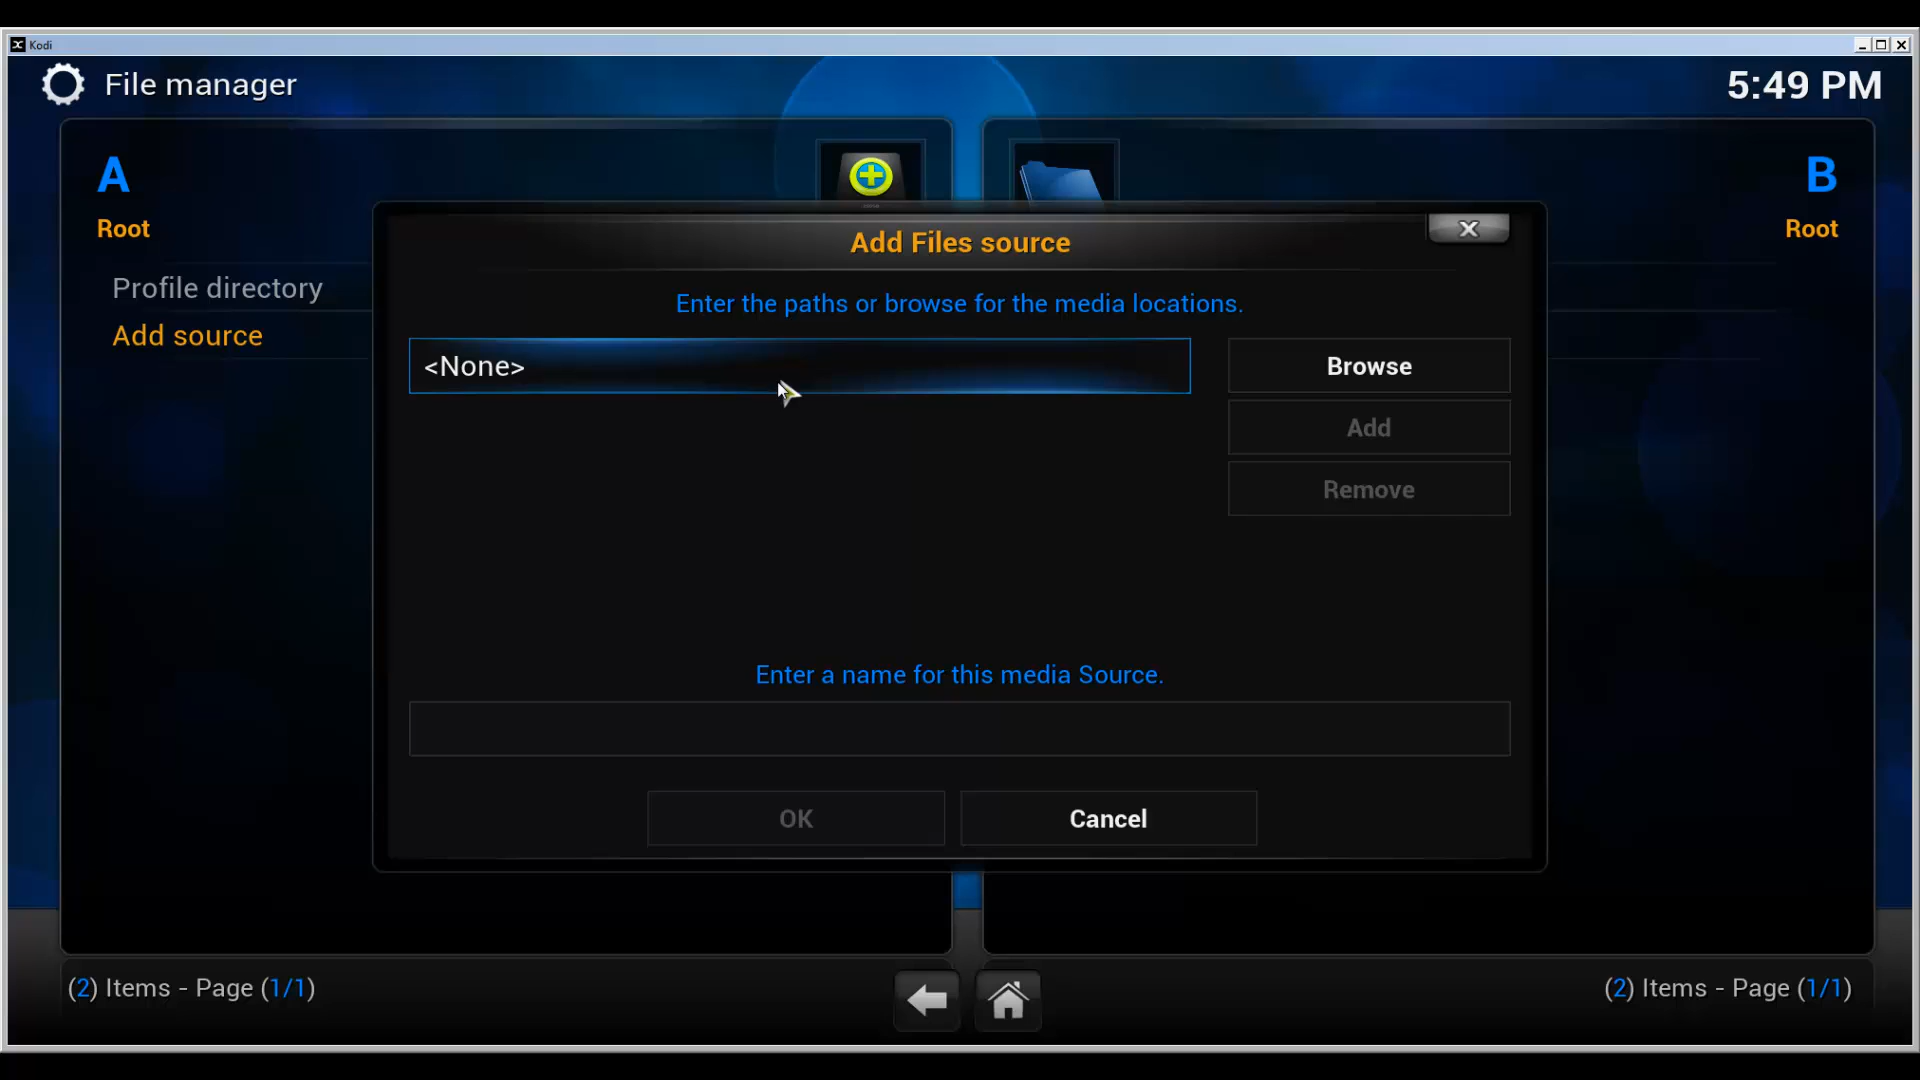 Kodi
File manager
5:49 PM
A
B
Root
Root
Profile directory
Add source
Add Files source
Enter the paths or browse for the media locations.
<None>
Browse
Add
Remove
Enter a name for this media Source.
OK
Cancel
(2) Items - Page (1/1)
(2) Items - Page (1/1)